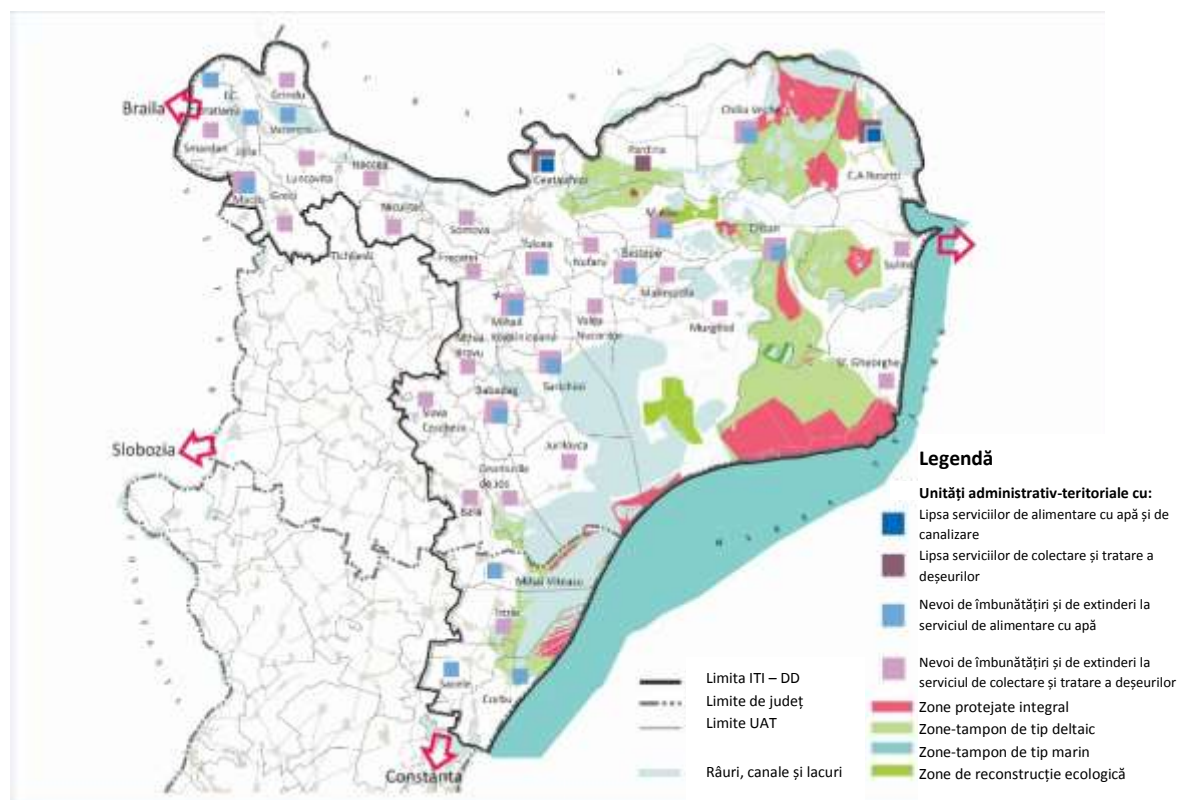 Braila
I.C.
Grindu
Smardan
Jijila
Luncavita
Isaccea
Macin
Greci
Niculitel
Somova
Ceatalchioi
Pardina
Chilia Veche
C.A Rosetti
Tichilesti
Frecatei
Tulcea
Nufaru
Bestepe
Maliuc
Crisan
Sulina
Mahmudia
Mihail
Kogalniceanu
Valea
Nucarilor
Murighiol
Bravu
Sarichioi
Sf. Gheorghe
Babadag
Slava
Slobozia
Jurilovca
de Jos
Baia
Mihai Viteazu
Istria
Sacele
Corbu
Constanta
Legendă
Unități administrativ-teritoriale cu:
Lipsa serviciilor de alimentare cu apă și de
canalizare
Lipsa serviciilor de colectare și tratare a
deșeurilor
Nevoi de îmbunătățiri și de extinderi la
serviciul de alimentare cu apă
Nevoi de îmbunătățiri și de extinderi la
serviciul de colectare și tratare a deșeurilor
Zone protejate integral
Zone-tampon de tip deltaic
Zone-tampon de tip marin
Zone de reconstrucție ecologică
Limita ITI – DD
Limite de județ
Limite UAT
Râuri, canale și lacuri